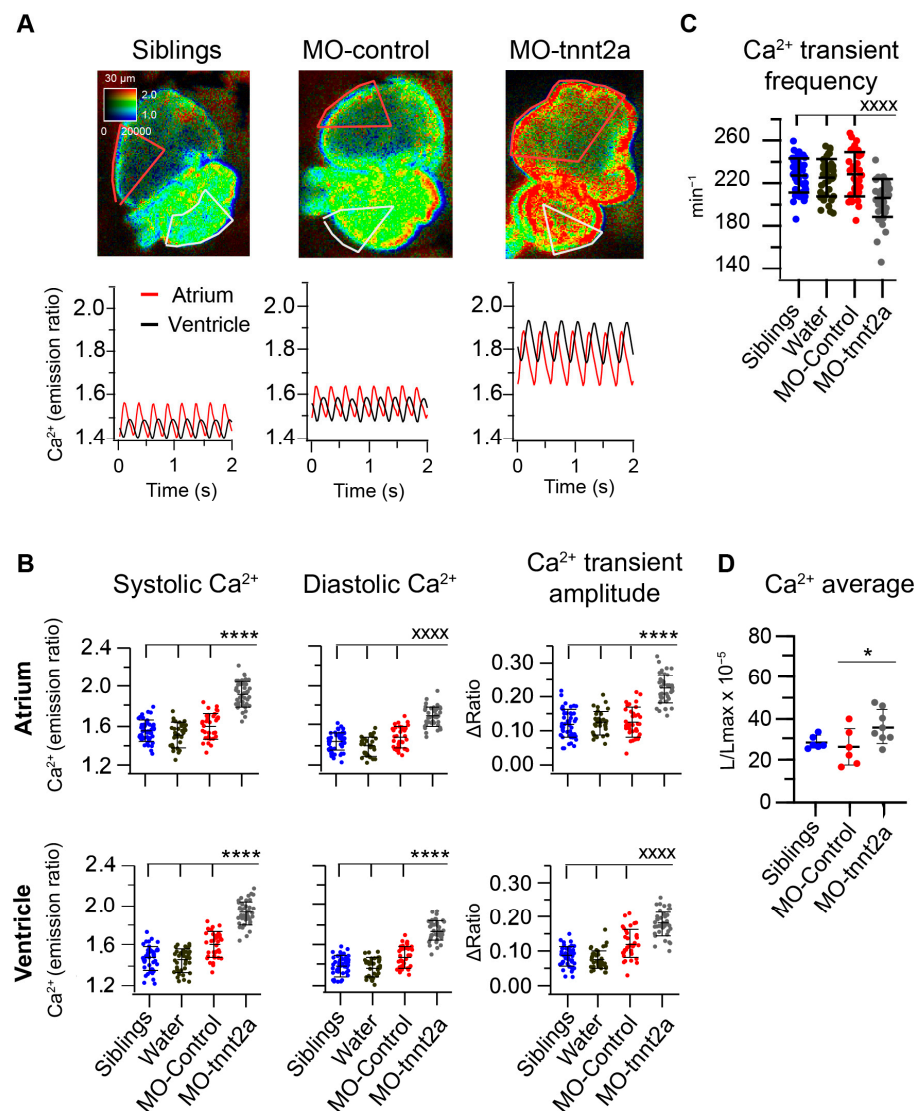 A
Siblings
MO-control
MO-tnnt2a
30 µm
2.0
1.0
0 20000
Ca²⁺ (emission ratio)
2.0
1.8
1.6
1.4
Atrium
Ventricle
0 1 2
Time (s)
2.0
1.8
1.6
1.4
0 1 2
Time (s)
2.0
1.8
1.6
1.4
0 1 2
Time (s)
C
Ca²⁺ transient
frequency
xxxx
min⁻¹
260
220
180
140
Siblings
Water
MO-Control
MO-tnnt2a
B
Systolic Ca²⁺
Diastolic Ca²⁺
Ca²⁺ transient
amplitude
Atrium
Ca²⁺ (emission ratio)
2.4
2.0
1.6
1.2
****
xxxx
ΔRatio
0.30
0.20
0.10
0.00
****
Ventricle
Ca²⁺ (emission ratio)
2.4
2.0
1.6
1.2
****
****
ΔRatio
0.30
0.20
0.10
0.00
xxxx
Siblings
Water
MO-Control
MO-tnnt2a
Siblings
Water
MO-Control
MO-tnnt2a
Siblings
Water
MO-Control
MO-tnnt2a
D
Ca²⁺ average
L/Lmax x 10⁻⁵
80
60
40
20
0
*
Siblings
MO-Control
MO-tnnt2a